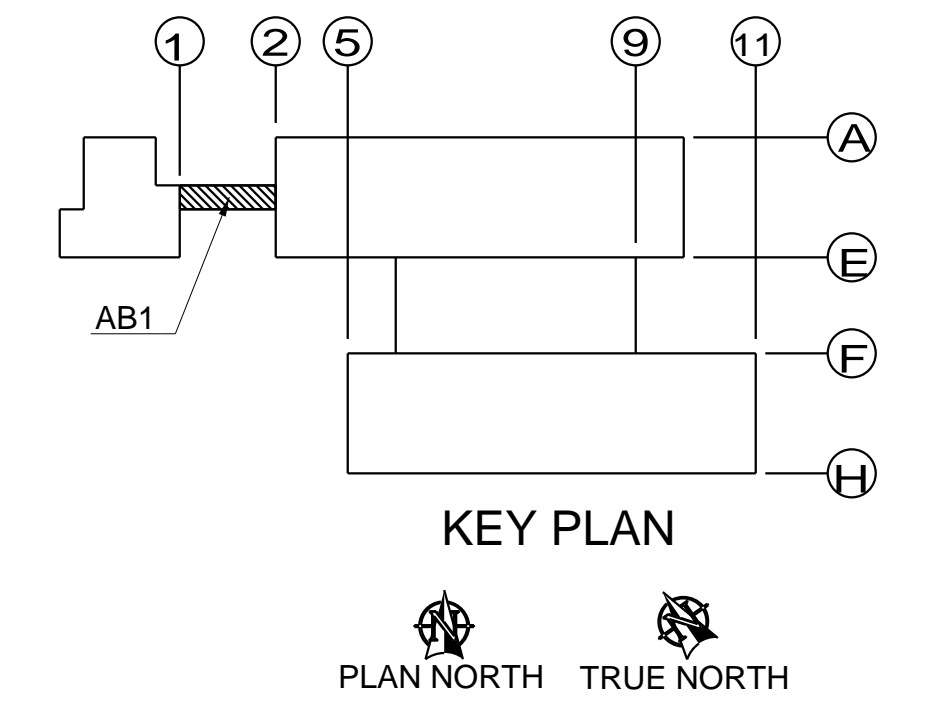 1 2 5 9 11
A
E
AB1
F
H
KEY PLAN
N N
PLAN NORTH TRUE NORTH